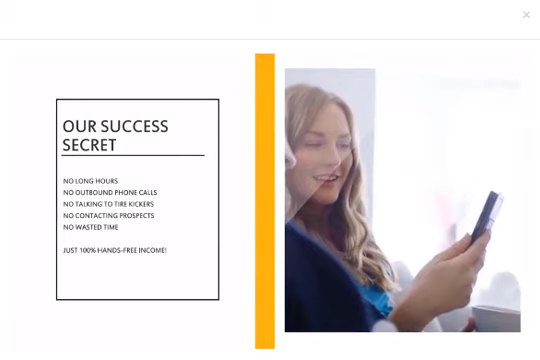 OUR SUCCESS
SECRET
NO LONG HOURS
NO OUTBOUND PHONE CALLS
NO TALKING TO TIRE KICKERS
NO CONTACTING PROSPECTS
NO WASTED TIME
JUST 100% HANDS-FREE INCOME!